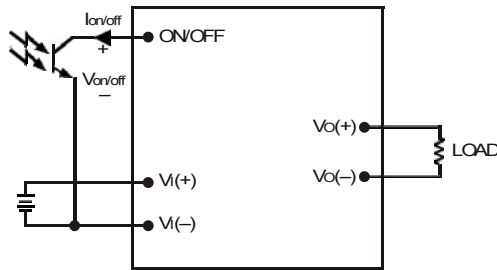 Ion/off
+
ON/OFF
Von/off
–
VO(+)
LOAD
VI(+)
VO(–)
VI(–)